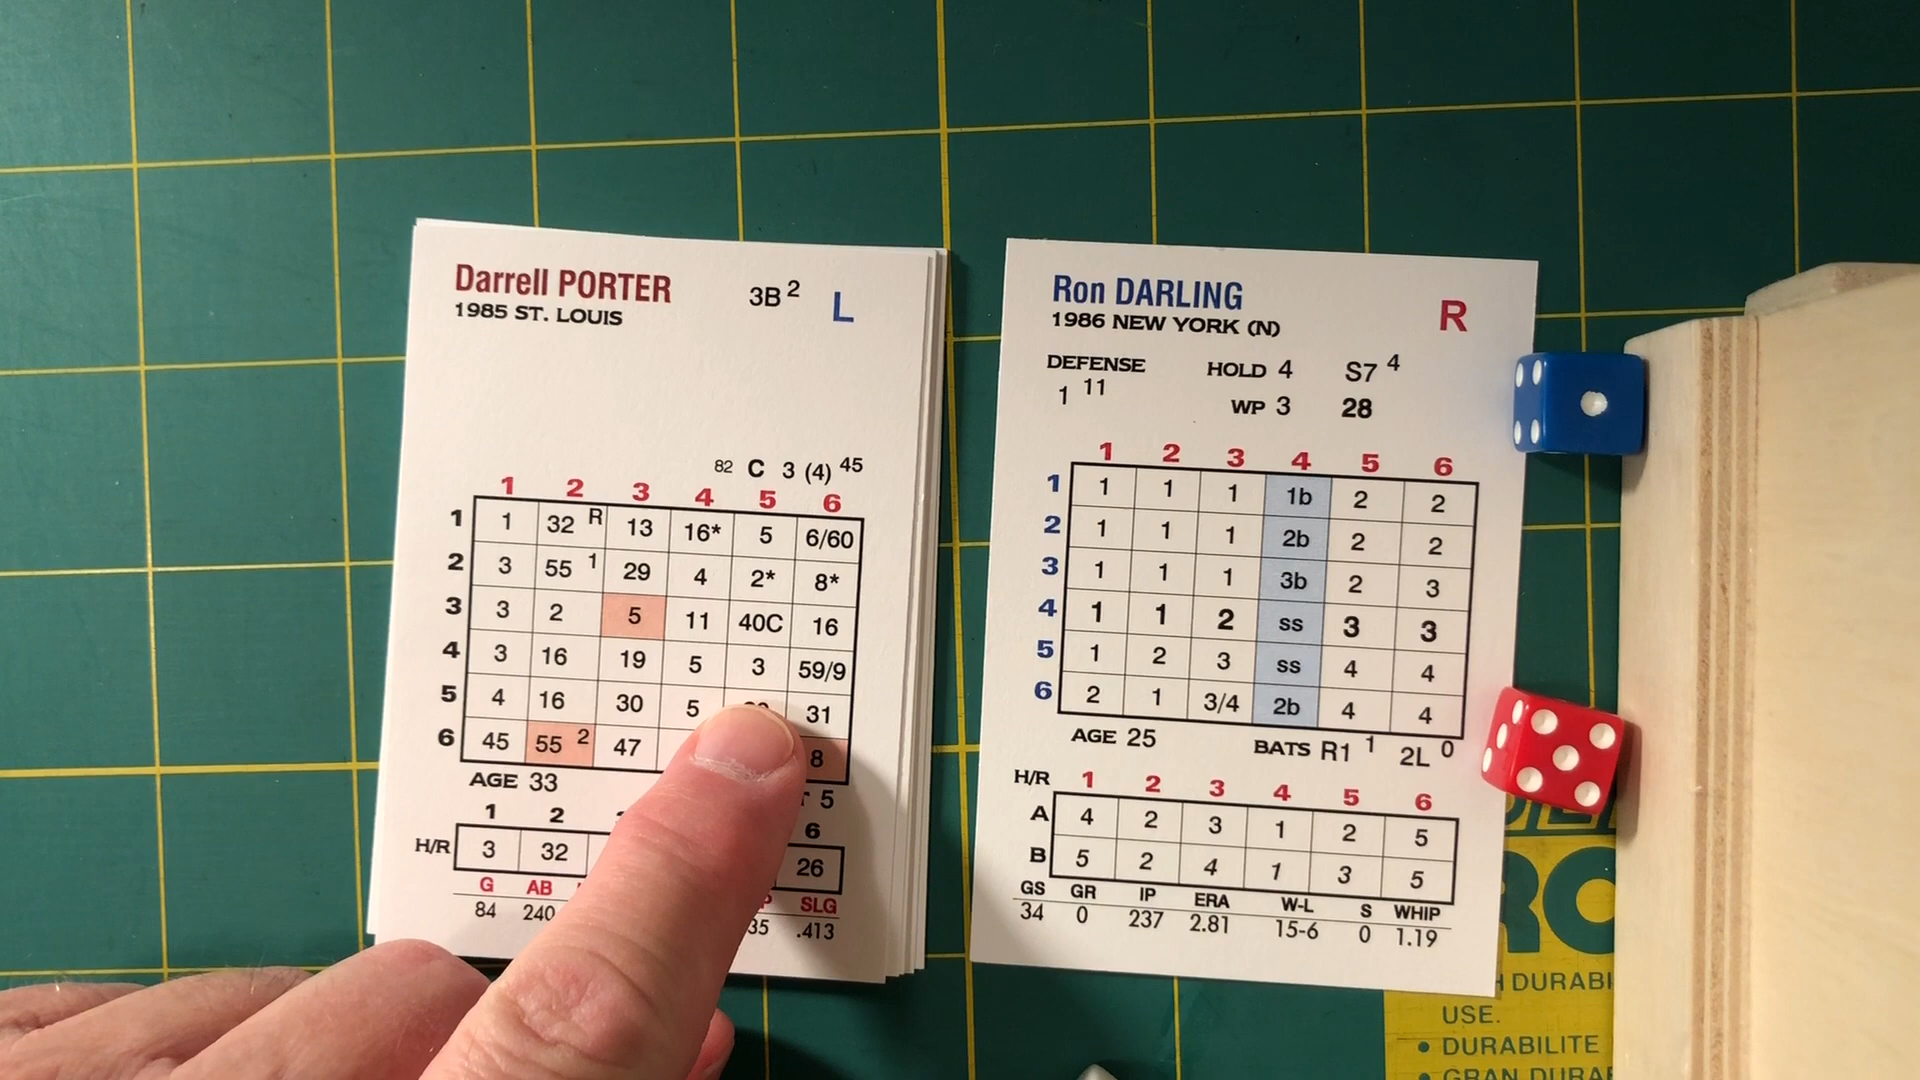 Darrell PORTER 3B 2 L
1985 ST. LOUIS
82 C 3 (4) 45
1 2 3 4 5 6
1 1 32 R 13 16* 5 6/60
2 3 55 1 29 4 2* 8*
3 3 2 5 11 40C 16
4 3 16 19 5 3 59/9
5 4 16 30 5 31
6 45 55 2 47 8
AGE 33 5
1 2 6
H/R 3 32 26
G AB SLG
84 240 35 .413
Ron DARLING R
1986 NEW YORK (N)
DEFENSE HOLD 4 S7 4
1 11 WP 3 28
1 2 3 4 5 6
1 1 1 1 1b 2 2
2 1 1 1 2b 2 2
3 1 1 1 3b 2 3
4 1 1 2 ss 3 3
5 1 2 3 ss 4 4
6 2 1 3/4 2b 4 4
AGE 25 BATS R1 1 2L 0
H/R 1 2 3 4 5 6
A 4 2 3 1 2 5
B 5 2 4 1 3 5
GS GR IP ERA W-L S WHIP
34 0 237 2.81 15-6 0 1.19
DURABI
USE.
• DURABILITE
• GRAN DURA